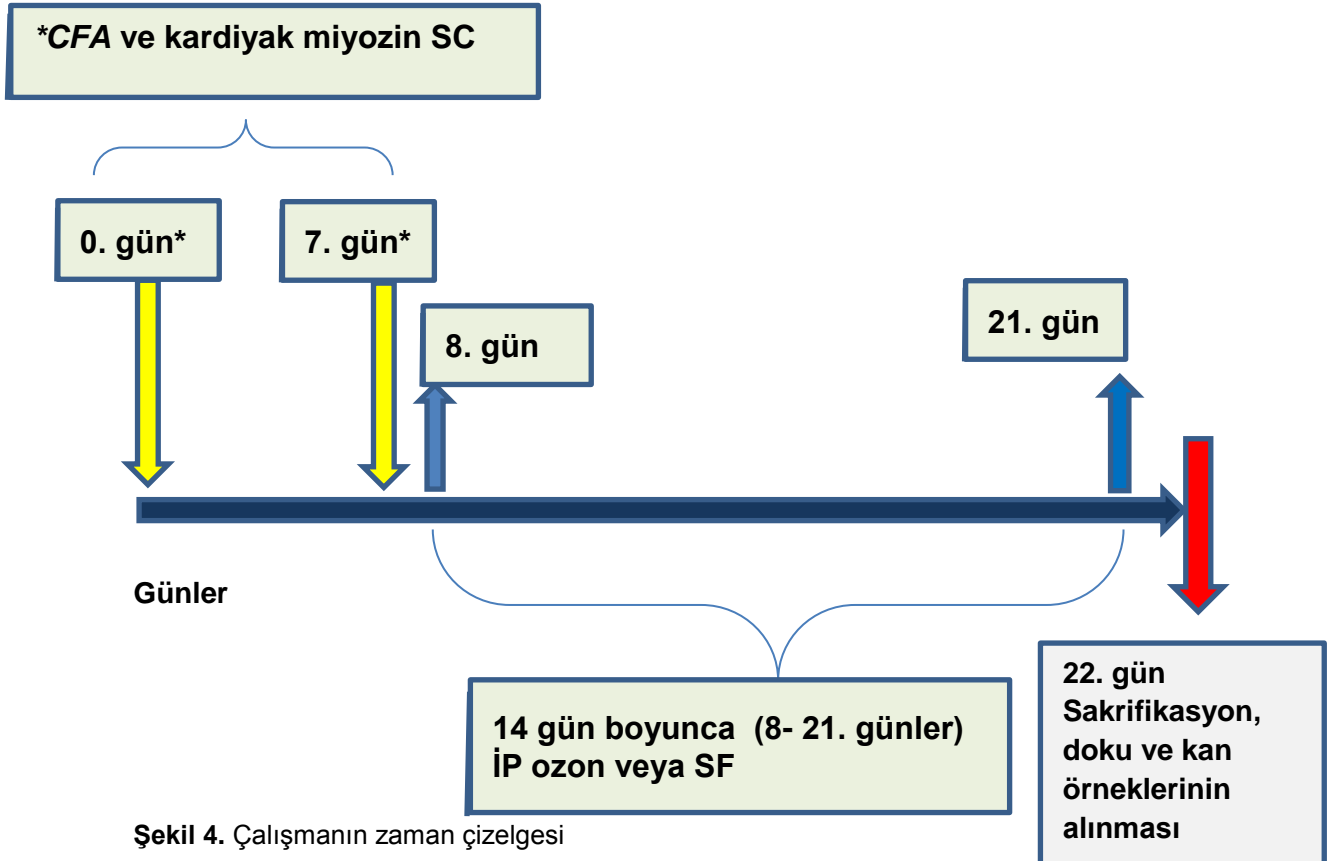 *CFA ve kardiyak miyozin SC
0. gün*
7. gün*
8. gün
21. gün
Günler
14 gün boyunca (8- 21. günler)
İP ozon veya SF
22. gün
Sakrifikasyon,
doku ve kan
örneklerinin
alınması
Şekil 4. Çalışmanın zaman çizelgesi